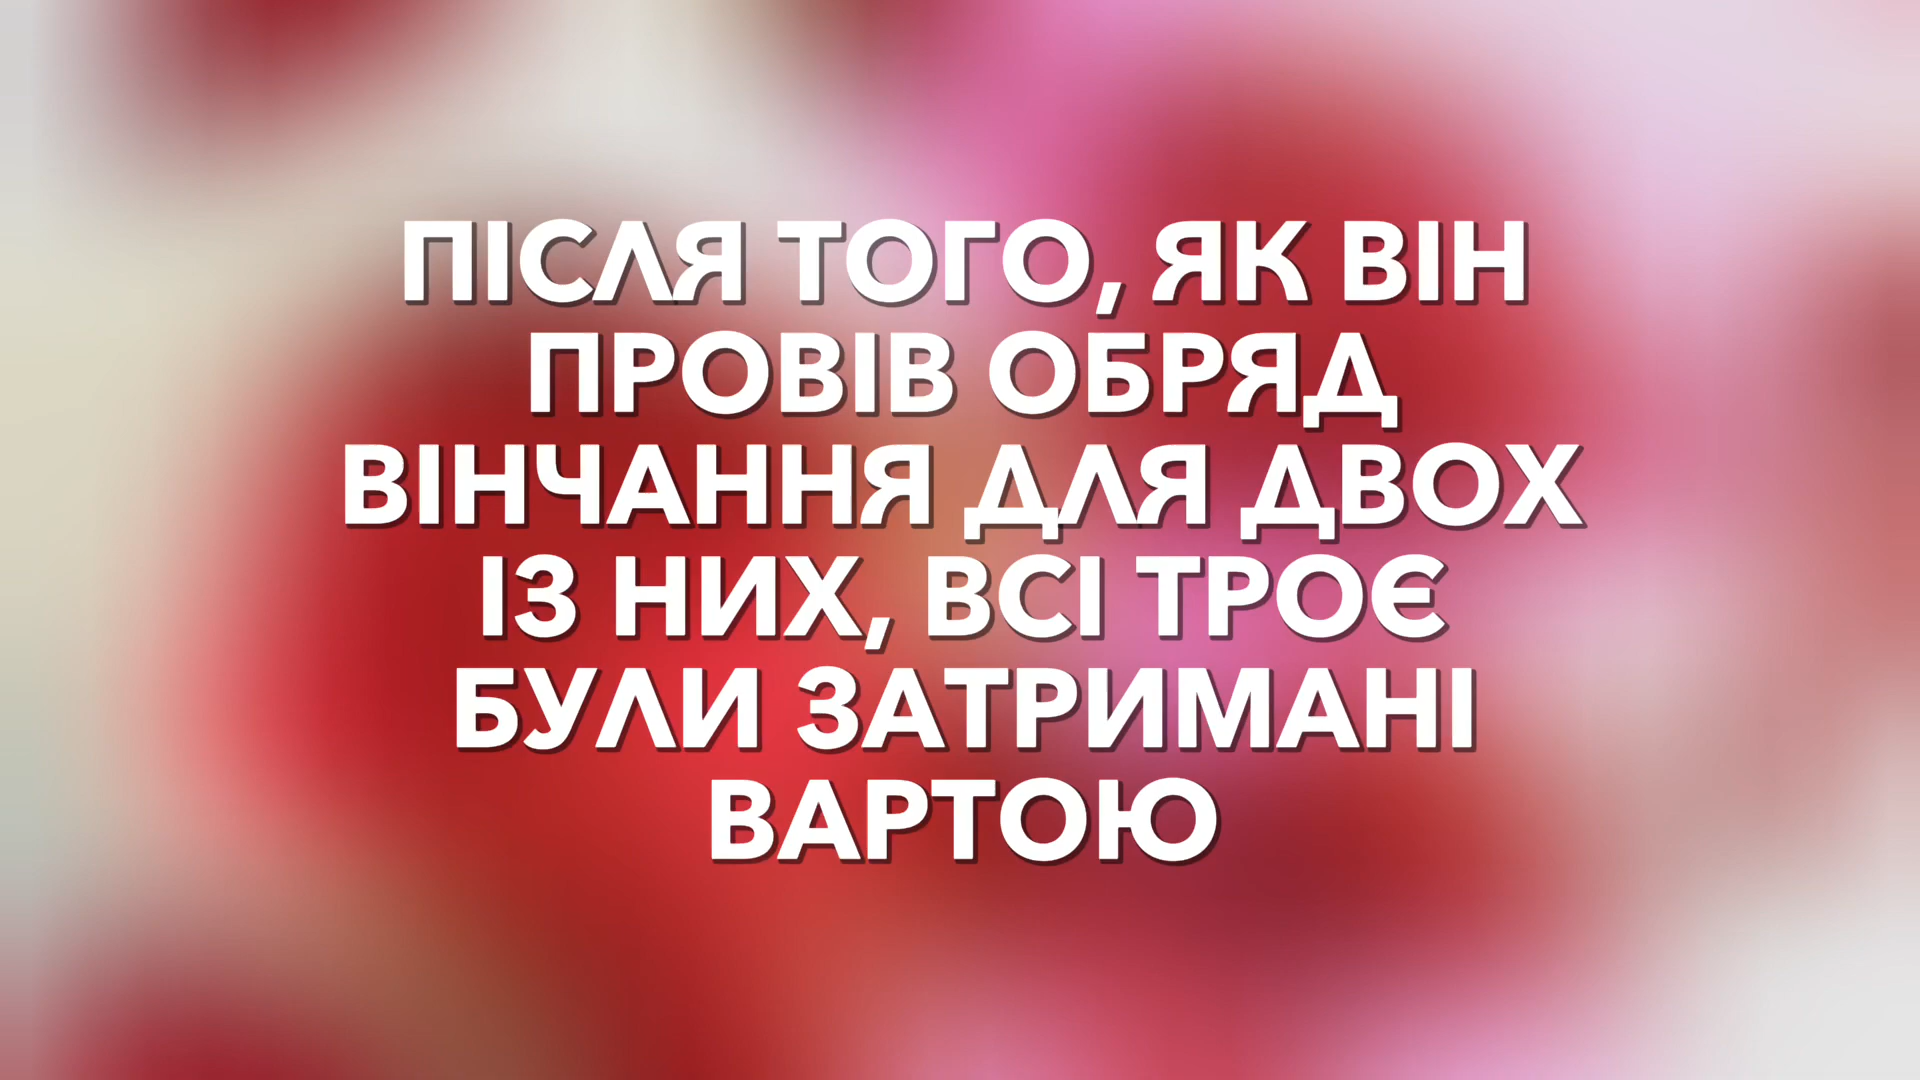 ПІСЛЯ ТОГО, ЯК ВІН
ПРОВІВ ОБРЯД
ВІНЧАННЯ ДЛЯ ДВОХ
ІЗ НИХ, ВСІ ТРОЄ
БУЛИ ЗАТРИМАНІ
ВАРТОЮ